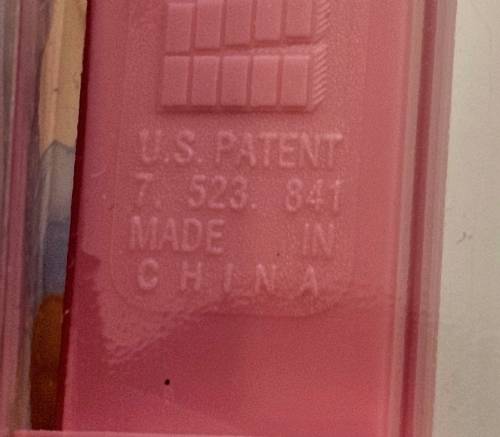 U.S. PATENT
7. 523. 841
MADE IN
CHINA